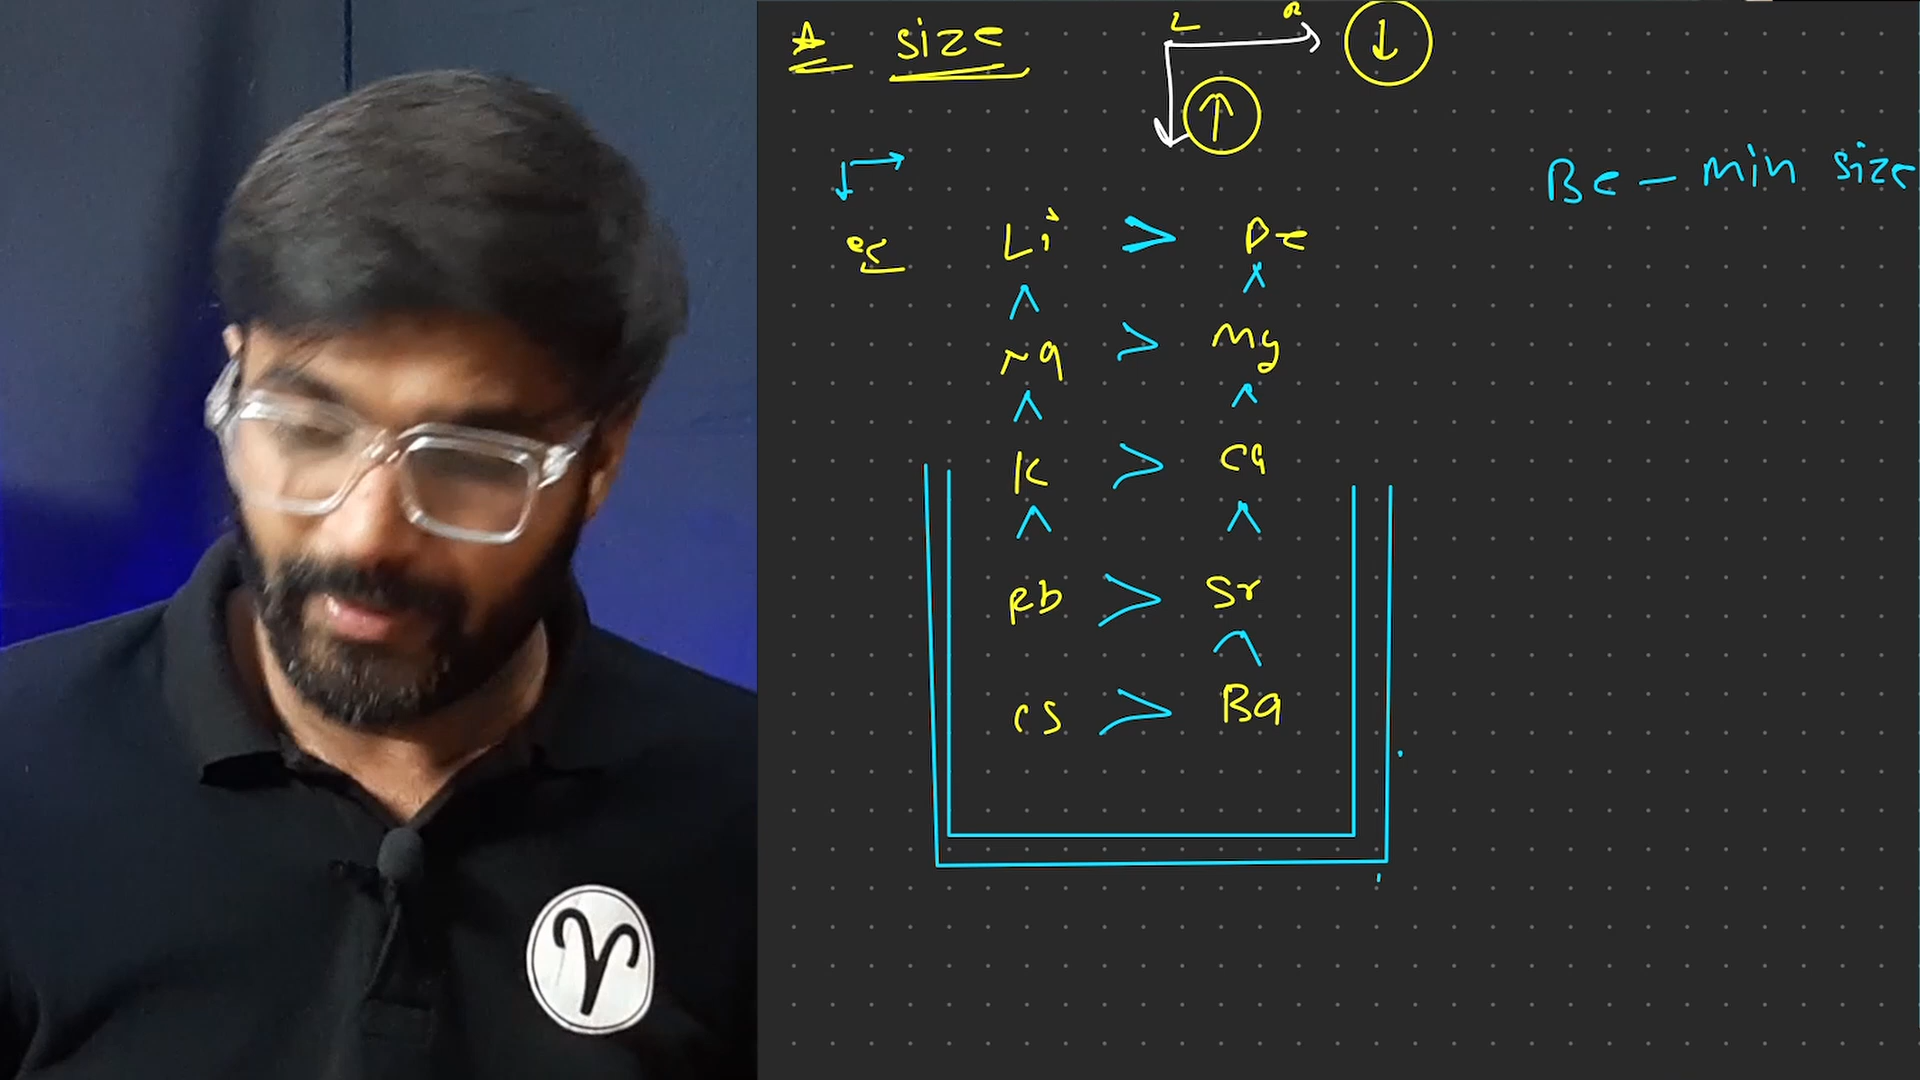 size
L R
↓
↑
Be - min size
Li > Be
∧ ∧
Na > Mg
∧ ∧
K > Ca
∧ ∧
Rb > Sr
∧
Cs > Ba